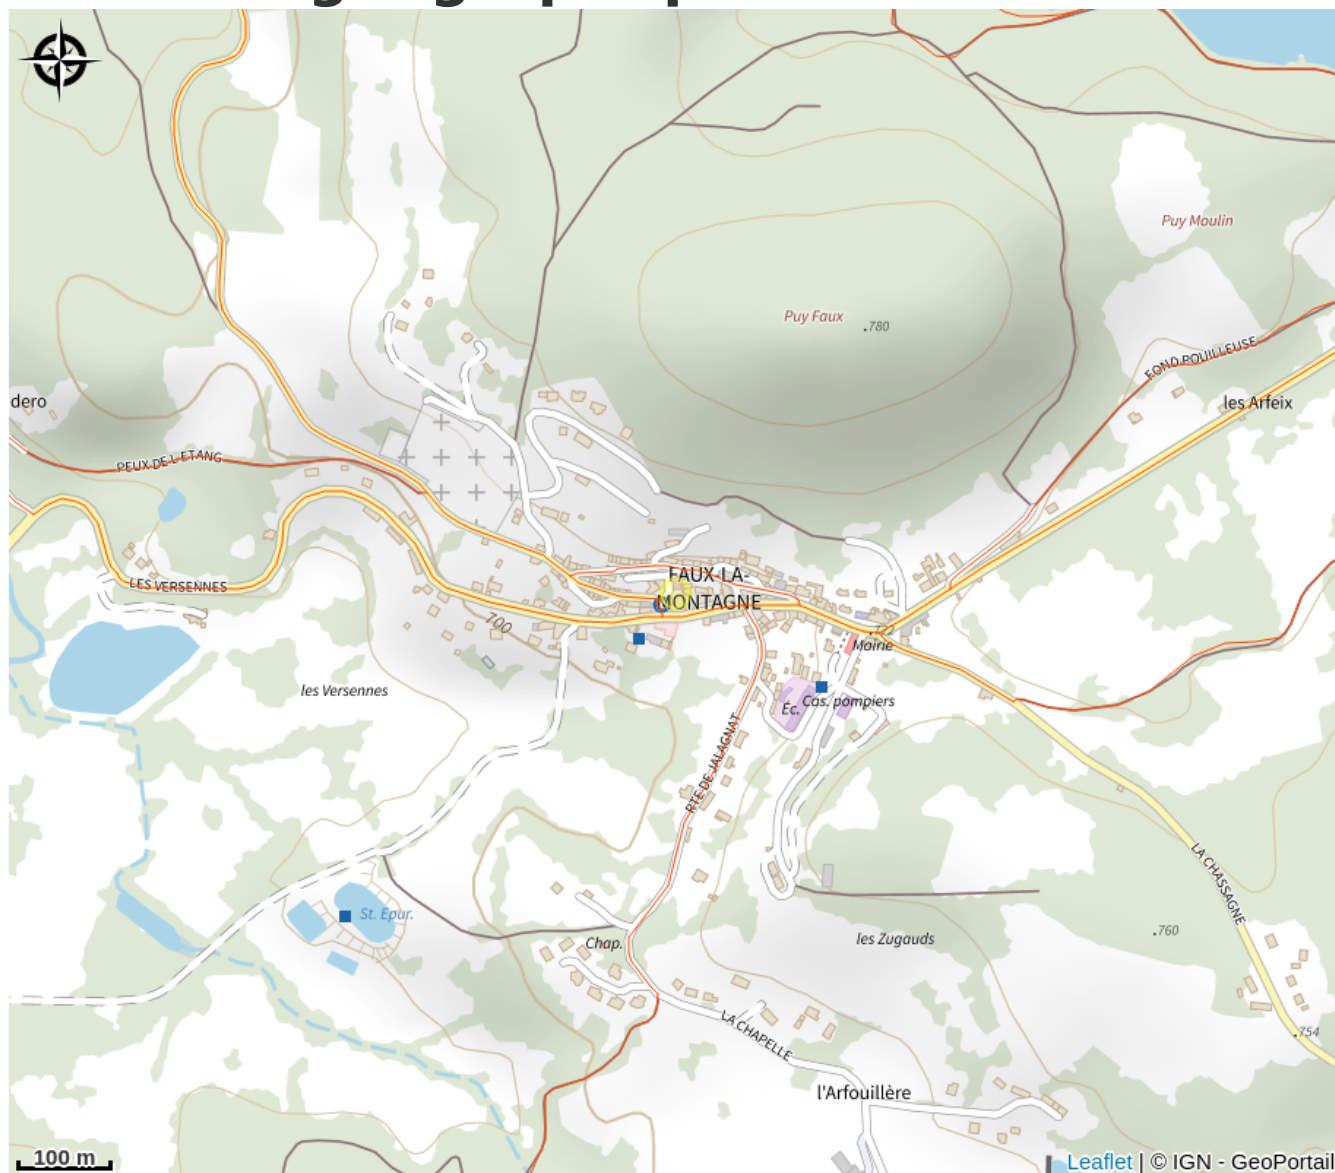 Puy Moulin
Puy Faux
.780
FOND POUILLEUSE
dero
les Arfeix
PEUX DE L ETANG
LES VERSENNES
FAUX-LA-
MONTAGNE
700
722
Mairie
les Versennes
Éc.
Cas. pompiers
RTE DE JALAGNAT
LA CHASSAGNE
St. Epur.
Chap.
les Zugauds
.760
LA CHAPELLE
.754
l'Arfouillère
100 m
Leaflet | © IGN - GeoPortail